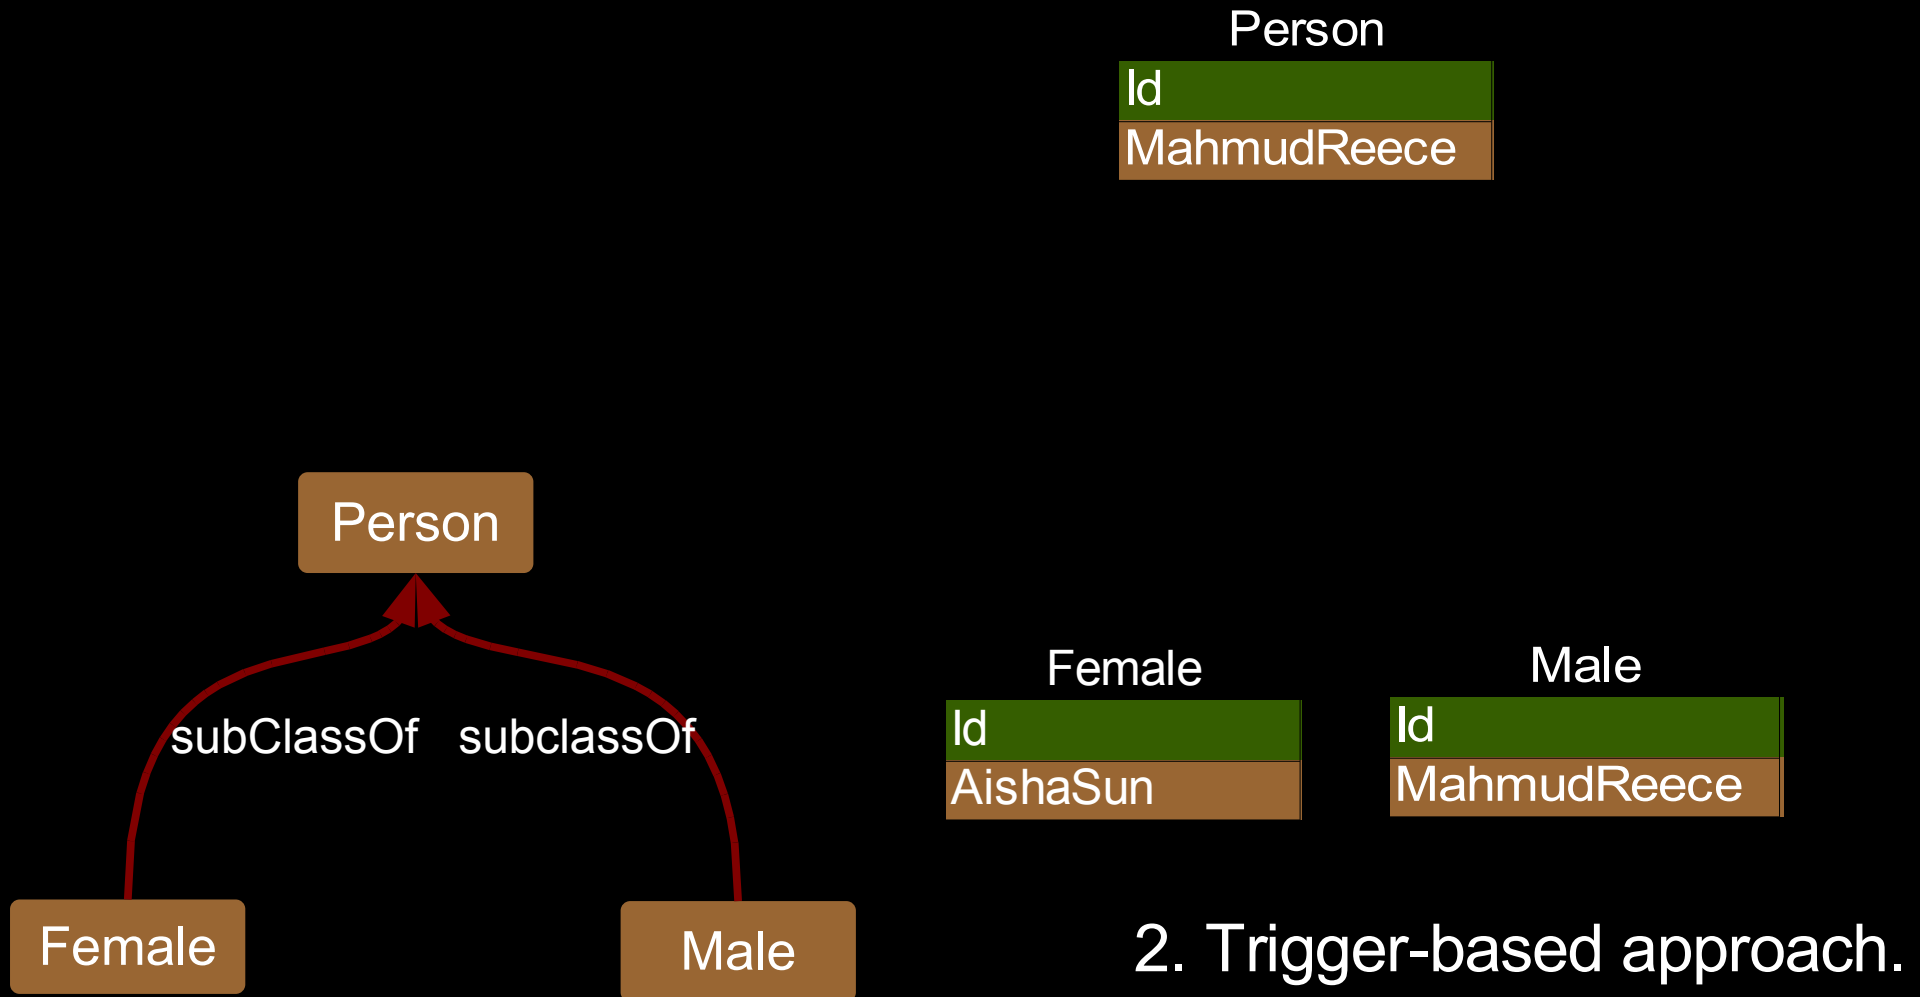 Person
Id
MahmudReece
Person
subClassOf subclassOf
Female
Male
Female
Id
AishaSun
Male
Id
MahmudReece
2. Trigger-based approach.